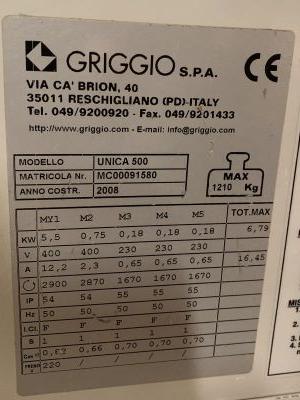 GRIGGIO S.P.A. CE
VIA CA' BRION, 40
35011 RESCHIGLIANO (PD)-ITALY
Tel. 049/9200920 - Fax. 049/9201433
http://www.griggio.com - E-mail: info@griggio.com
MODELLO UNICA 500
MATRICOLA Nr. MC00091580
ANNO COSTR. 2008
MAX
1210 Kg
MY1 M2 M3 M4 M5 TOT.MAX
KW 5,5 0,75 0,18 0,18 0,18 6,79
V 400 400 230 230 230
A 12,2 2,3 0,65 0,65 0,65 16,45
2900 2870 1670 1670 1670
IP 54 54 55 55 55
Hz 50 50 50 50 50
I.Cl. F F F F F
S 1 1 1 1 1
Cos 0,83 0,66 0,70 0,70 0,70
220 / / / /